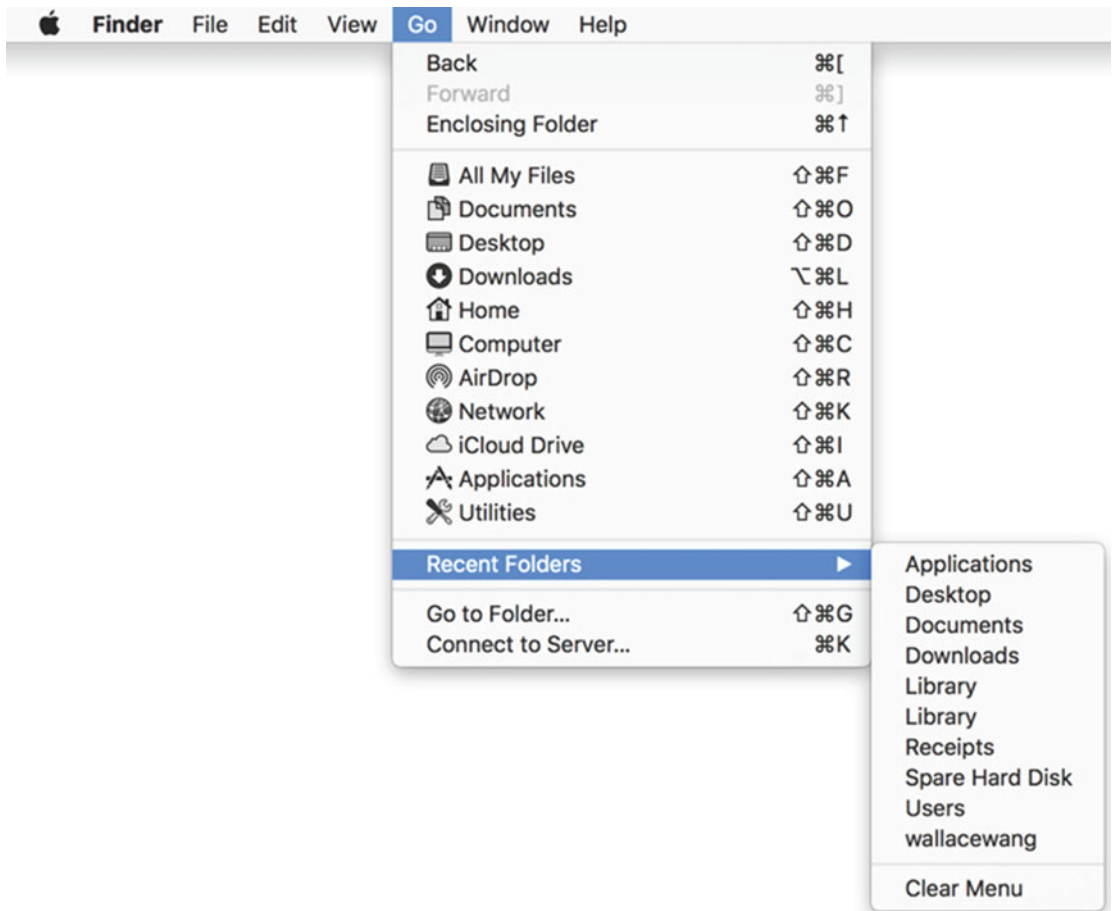 Finder File Edit View Go Window Help
Back ⌘[
Forward ⌘]
Enclosing Folder ⌘↑
All My Files ⇧⌘F
Documents ⇧⌘O
Desktop ⇧⌘D
Downloads ⌥⌘L
Home ⇧⌘H
Computer ⇧⌘C
AirDrop ⇧⌘R
Network ⇧⌘K
iCloud Drive ⇧⌘I
Applications ⇧⌘A
Utilities ⇧⌘U
Recent Folders ▶
Go to Folder... ⇧⌘G
Connect to Server... ⌘K
Applications
Desktop
Documents
Downloads
Library
Library
Receipts
Spare Hard Disk
Users
wallacewang
Clear Menu